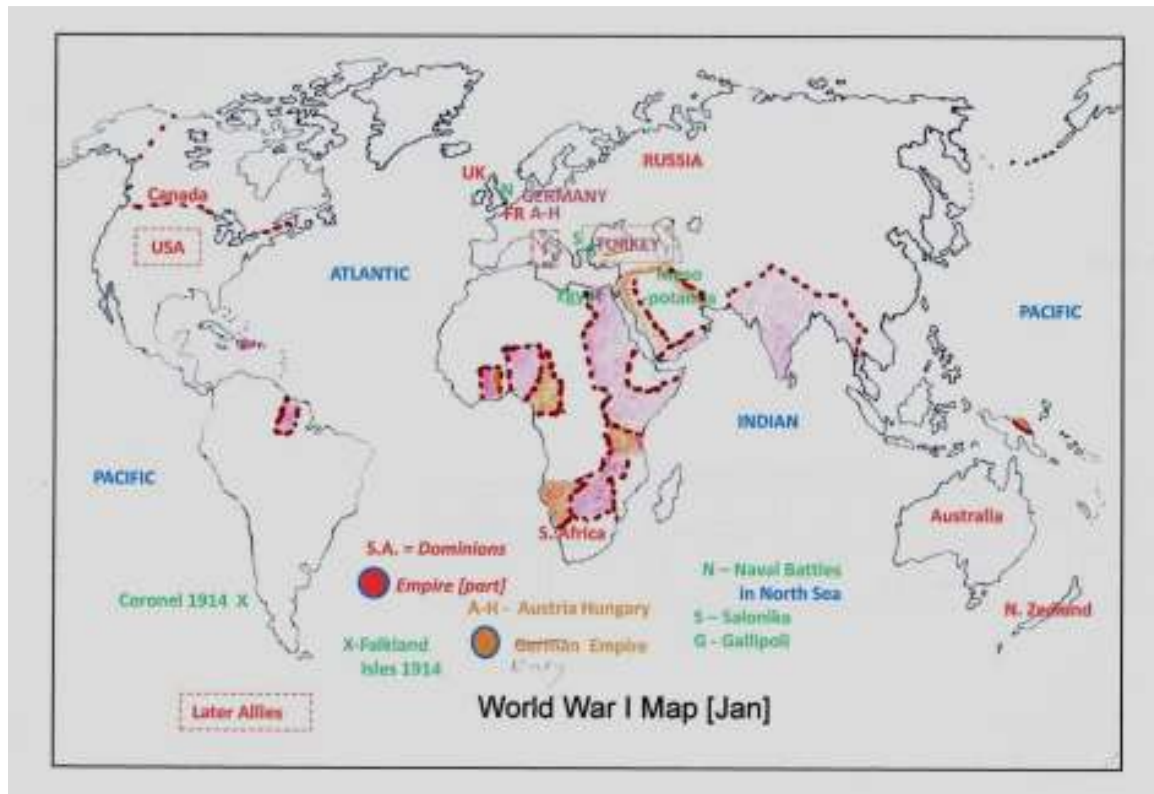 RUSSIA
UK
N
GERMANY
Canada
FR A-H
USA
S
TURKEY
ATLANTIC
Egypt
Meso
-potamia
PACIFIC
INDIAN
PACIFIC
Australia
S. Africa
S.A. = Dominions
Empire [part]
N – Naval Battles
in North Sea
Coronel 1914 X
A-H - Austria Hungary
S – Salonika
N. Zealand
X-Falkland
Isles 1914
German Empire
G - Gallipoli
Later Allies
World War I Map [Jan]